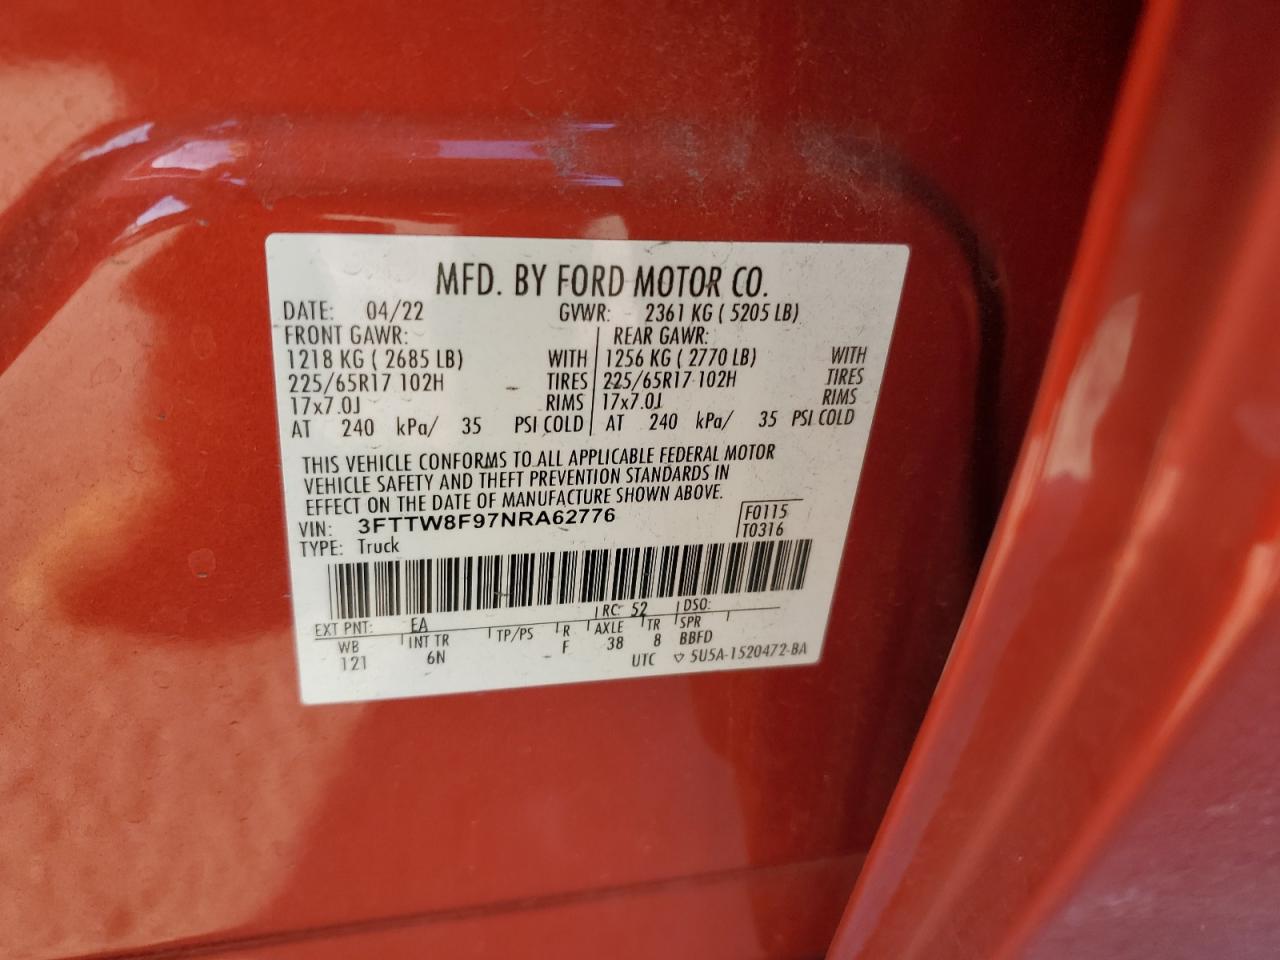 MFD. BY FORD MOTOR CO.
DATE: 04/22 GVWR: 2361 KG ( 5205 LB)
FRONT GAWR: REAR GAWR:
1218 KG ( 2685 LB) WITH 1256 KG ( 2770 LB) WITH
225/65R17 102H TIRES 225/65R17 102H TIRES
17x7.0J RIMS 17x7.0J RIMS
AT 240 kPa/ 35 PSI COLD AT 240 kPa/ 35 PSI COLD
THIS VEHICLE CONFORMS TO ALL APPLICABLE FEDERAL MOTOR
VEHICLE SAFETY AND THEFT PREVENTION STANDARDS IN
EFFECT ON THE DATE OF MANUFACTURE SHOWN ABOVE.
VIN: 3FTTW8F97NRA62776 F0115
TYPE: Truck T0316
EXT PNT: EA RC: 52 DSO:
WB INT TR TP/PS R AXLE TR SPR
121 6N F 38 8 BBFD
UTC ▽ 5U5A-1520472-BA